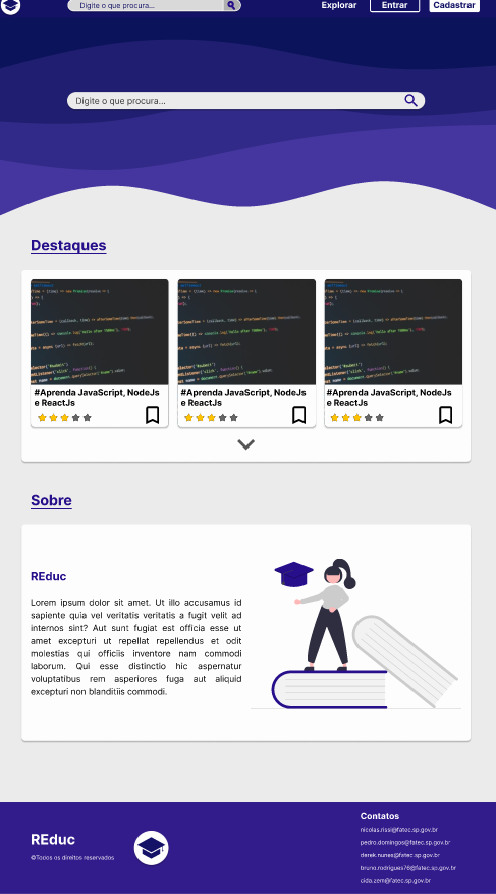 Digite o que procura...
Explorar
Entrar
Cadastrar
Digite o que procura...
Destaques
#Aprenda JavaScript, NodeJs
e ReactJs
#Aprenda JavaScript, NodeJs
e ReactJs
#Aprenda JavaScript, NodeJs
e ReactJs
Sobre
REduc
Lorem ipsum dolor sit amet. Ut illo accusamus id
sapiente quia vel veritatis veritatis a fugit velit ad
internos sint? Aut sunt fugiat est officia esse ut
amet excepturi ut repellat repellendus et odit
molestias qui officiis inventore nam commodi
laborum. Qui esse distinctio hic aspernatur
voluptatibus rem asperiores fuga aut aliquid
excepturi non blanditiis commodi.
REduc
©Todos os direitos reservados
Contatos
nicolas.rissi@fatec.sp.gov.br
pedro.domingos@fatec.sp.gov.br
derek.nunes@fatec.sp.gov.br
bruno.rodrigues76@fatec.sp.gov.br
cida.zem@fatec.sp.gov.br